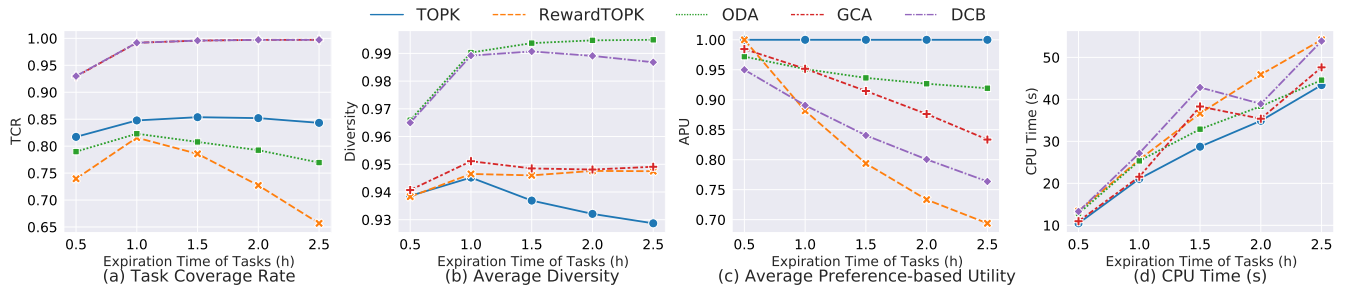 TOPK RewardTOPK ODA GCA DCB
TCR
1.00
0.95
0.90
0.85
0.80
0.75
0.70
0.65
0.5 1.0 1.5 2.0 2.5
Expiration Time of Tasks (h)
(a) Task Coverage Rate
Diversity
0.99
0.98
0.97
0.96
0.95
0.94
0.93
0.5 1.0 1.5 2.0 2.5
Expiration Time of Tasks (h)
(b) Average Diversity
APU
1.00
0.95
0.90
0.85
0.80
0.75
0.70
0.5 1.0 1.5 2.0 2.5
Expiration Time of Tasks (h)
(c) Average Preference-based Utility
CPU Time (s)
50
40
30
20
10
0.5 1.0 1.5 2.0 2.5
Expiration Time of Tasks (h)
(d) CPU Time (s)